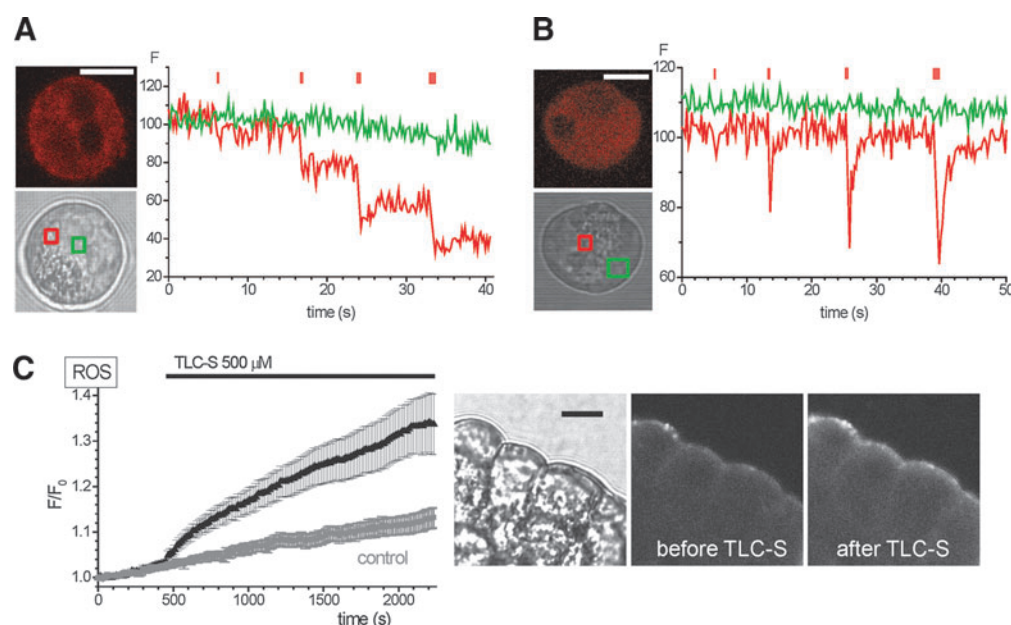 A
F
120
100
80
60
40
20
0 10 20 30 40
time (s)
B
F
120
100
80
60
0 10 20 30 40 50
time (s)
C
ROS
TLC-S 500 μM
1.4
1.3
1.2
1.1
1.0
F/F₀
control
0 500 1000 1500 2000
time (s)
before TLC-S
after TLC-S